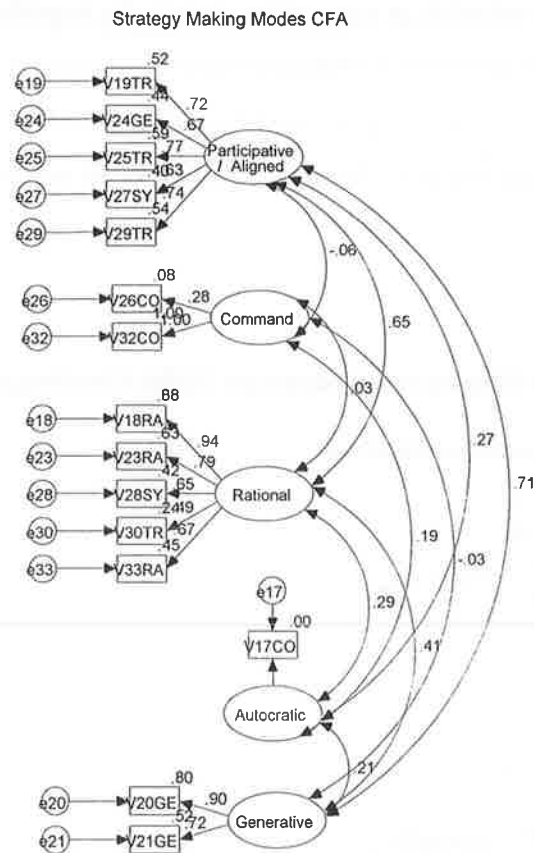 Strategy Making Modes CFA
.52
e19 V19TR
.72
.44
e24 V24GE
.67
.59
Participative
/ Aligned
e25 V25TR
.77
.40
.63
e27 V27SY
.74
.54
e29 V29TR
-.06
.08
e26 V26CO
.28
Command
1.00
1.00
e32 V32CO
.65
.03
.88
e18 V18RA
.94
.63
e23 V23RA
.79
.42
.27
.71
e28 V28SY
.65
Rational
.24
.49
e30 V30TR
.67
.19
.45
-.03
e33 V33RA
e17
.29
.00
V17CO
.41
Autocratic
.21
.80
e20 V20GE
.90
.52
Generative
.72
e21 V21GE